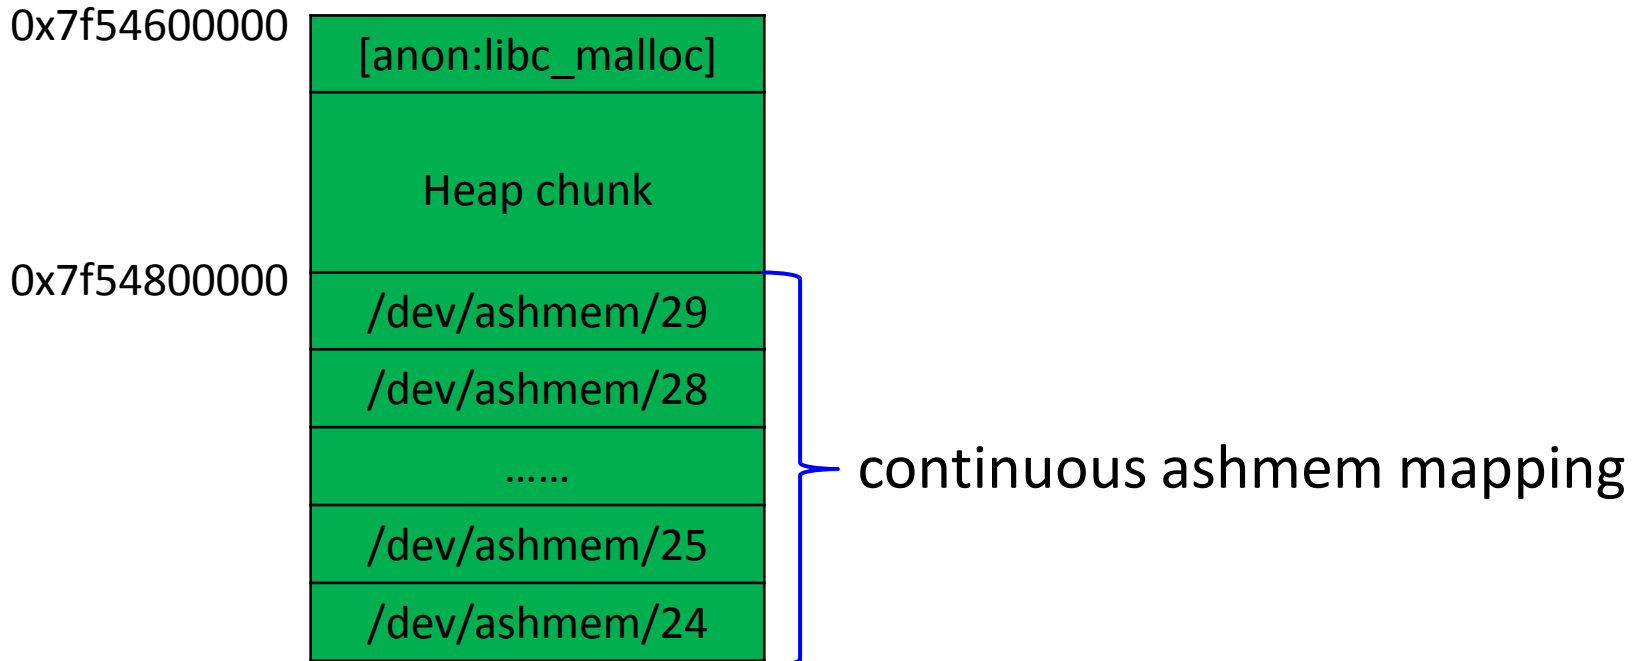 0x7f54600000
[anon:libc_malloc]
Heap chunk
0x7f54800000
/dev/ashmem/29
/dev/ashmem/28
......
/dev/ashmem/25
/dev/ashmem/24
continuous ashmem mapping